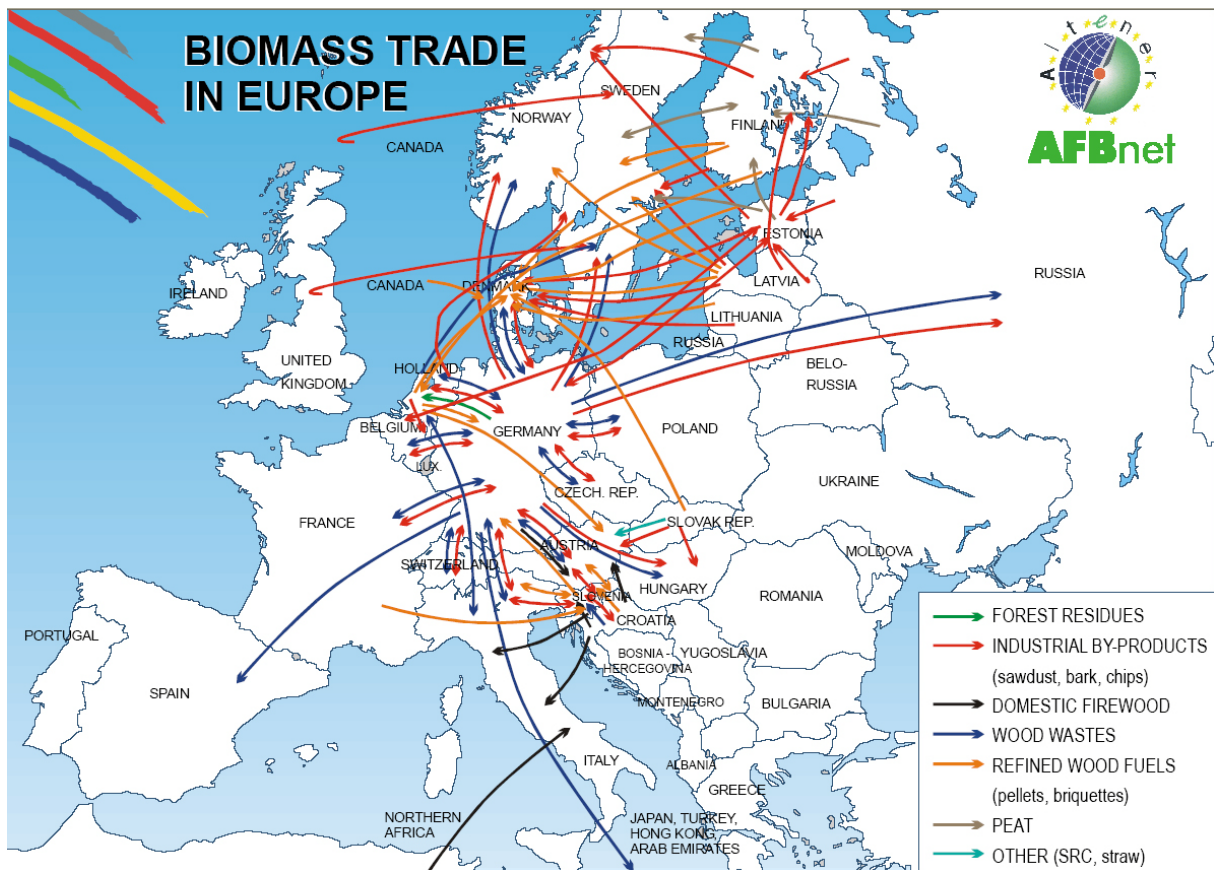 BIOMASS TRADE
IN EUROPE
Altener
AFBnet
SWEDEN
NORWAY
FINLAND
CANADA
ESTONIA
RUSSIA
IRELAND
CANADA
DENMARK
LATVIA
LITHUANIA
RUSSIA
UNITED
KINGDOM
HOLLAND
BELO-
RUSSIA
BELGIUM
GERMANY
POLAND
LUX.
CZECH. REP.
UKRAINE
FRANCE
SLOVAK REP.
AUSTRIA
MOLDOVA
SWITZERLAND
HUNGARY
SLOVENIA
ROMANIA
CROATIA
PORTUGAL
BOSNIA -
HERCEGOVINA
YUGOSLAVIA
SPAIN
MONTENEGRO
BULGARIA
ITALY
ALBANIA
GREECE
NORTHERN
AFRICA
JAPAN, TURKEY,
HONG KONG,
ARAB EMIRATES
FOREST RESIDUES
INDUSTRIAL BY-PRODUCTS
(sawdust, bark, chips)
DOMESTIC FIREWOOD
WOOD WASTES
REFINED WOOD FUELS
(pellets, briquettes)
PEAT
OTHER (SRC, straw)